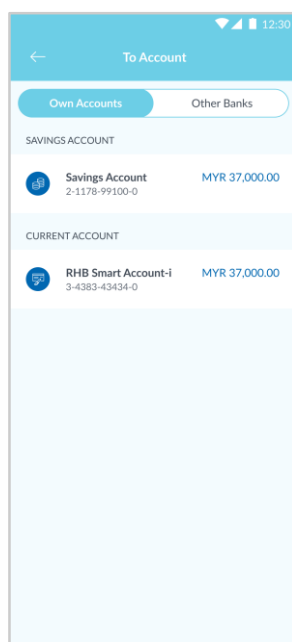 12:30
To Account
Own Accounts Other Banks
SAVINGS ACCOUNT
Savings Account MYR 37,000.00
2-1178-99100-0
CURRENT ACCOUNT
RHB Smart Account-i MYR 37,000.00
3-4383-43434-0